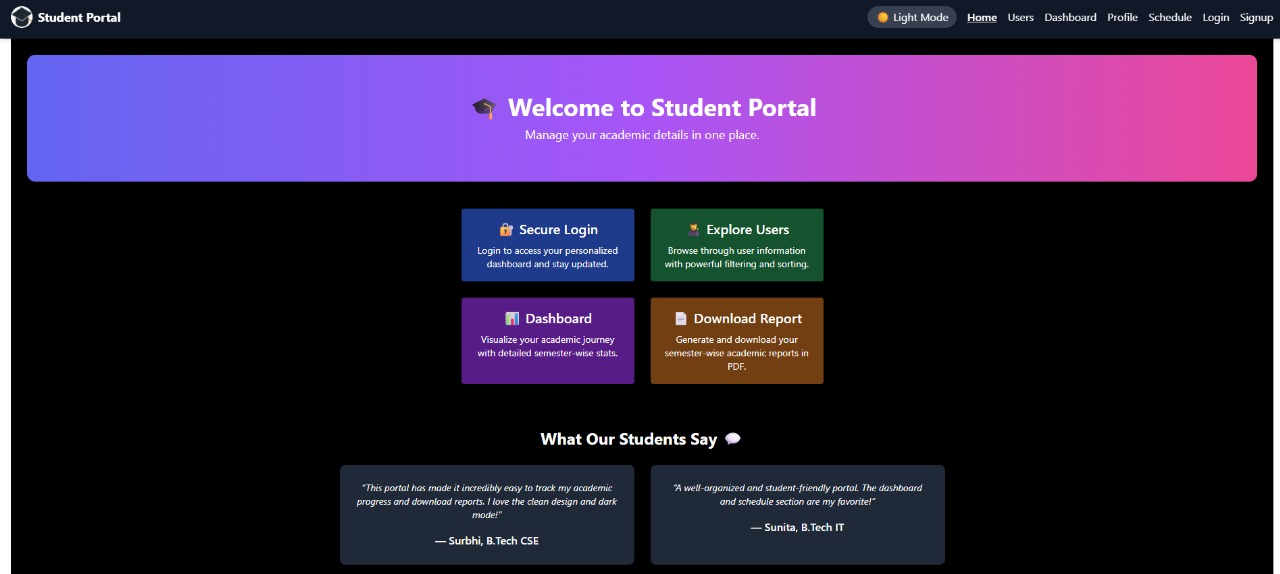 Student Portal
Light Mode Home Users Dashboard Profile Schedule Login Signup
Welcome to Student Portal
Manage your academic details in one place.
Secure Login
Login to access your personalized
dashboard and stay updated.
Explore Users
Browse through user information
with powerful filtering and sorting.
Dashboard
Visualize your academic journey
with detailed semester-wise stats.
Download Report
Generate and download your
semester-wise academic reports in
PDF.
What Our Students Say
"This portal has made it incredibly easy to track my academic
progress and download reports. I love the clean design and dark
mode!"
— Surbhi, B.Tech CSE
"A well-organized and student-friendly portal. The dashboard
and schedule section are my favorite!"
— Sunita, B.Tech IT